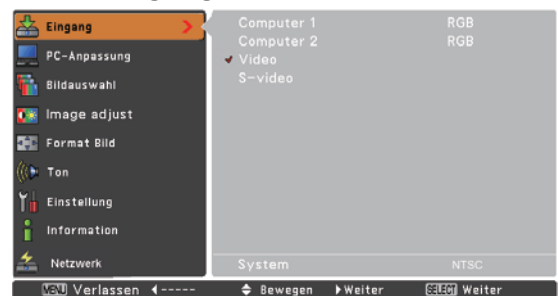 Eingang
PC-Anpassung
Bildauswahl
Image adjust
Format Bild
Ton
Einstellung
Information
Netzwerk
Computer 1 RGB
Computer 2 RGB
Video
S-video
System NTSC
MENU Verlassen ----- Bewegen Weiter SELECT Weiter